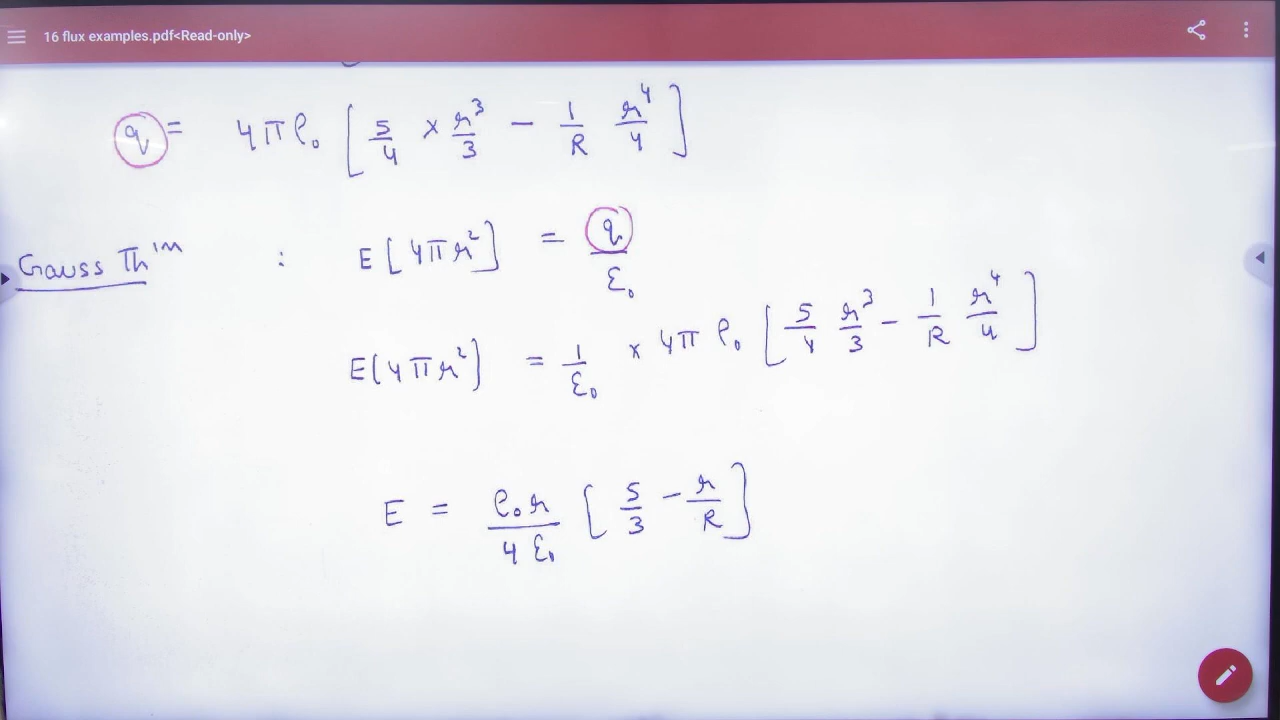 16 flux examples.pdf<Read-only>
q = 4πρ₀ [ 5/4 × r³/3 − 1/R r⁴/4 ]
Gauss Thᵐ : E [4πr²] = q/ε₀
E(4πr²) = 1/ε₀ × 4π ρ₀ [ 5/4 r³/3 − 1/R r⁴/4 ]
E = ρ₀r/4ε₀ [ 5/3 − r/R ]